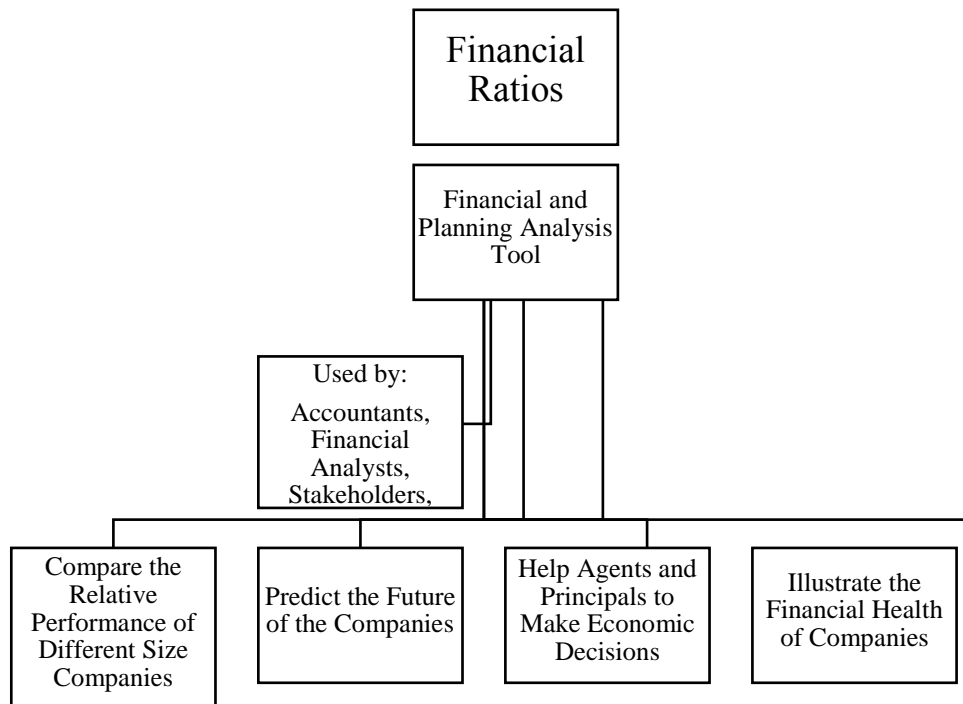 Financial
Ratios
Financial and
Planning Analysis
Tool
Used by:
Accountants,
Financial
Analysts,
Stakeholders,
Compare the
Relative
Performance of
Different Size
Companies
Predict the Future
of the Companies
Help Agents and
Principals to
Make Economic
Decisions
Illustrate the
Financial Health
of Companies